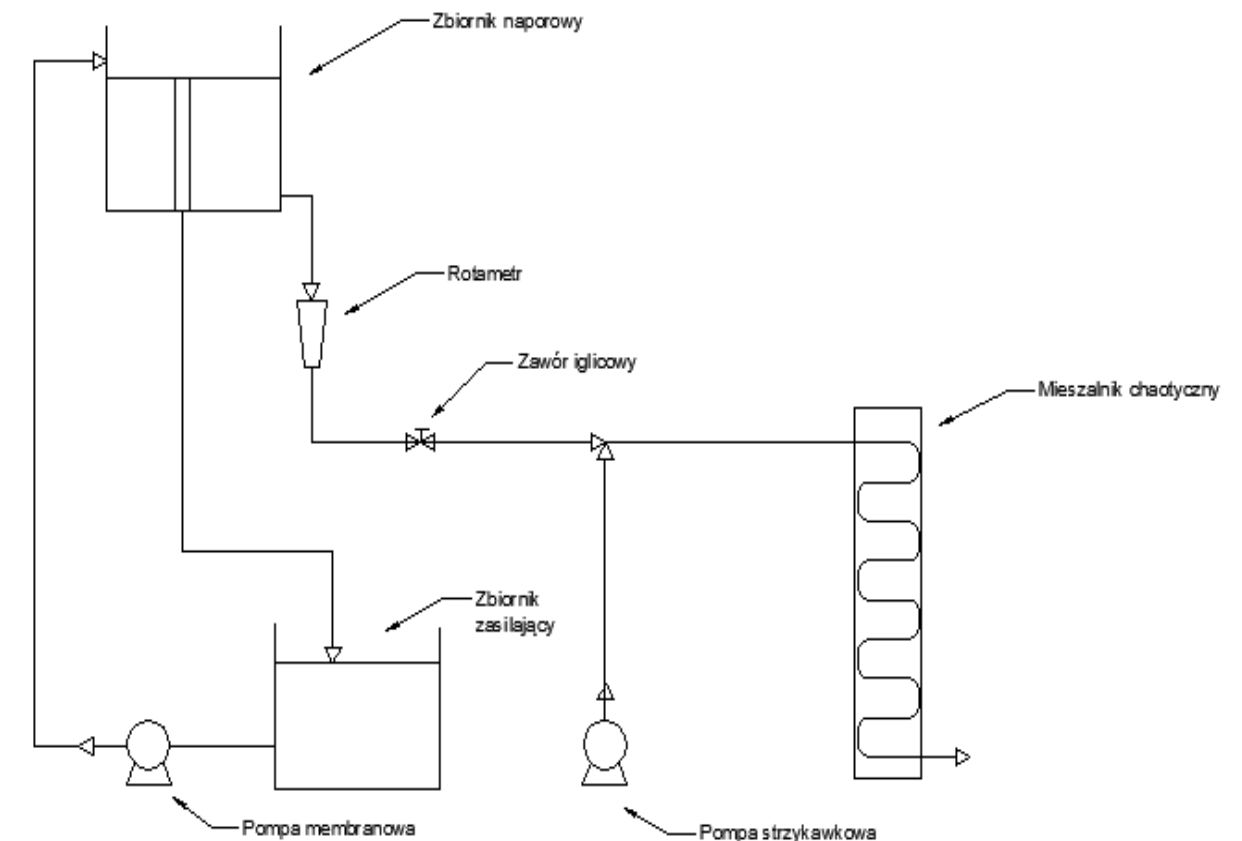 Zbiornik naporowy
Rotametr
Zawór iglicowy
Mieszalnik chaotyczny
Zbiornik
zasilający
Pompa membranowa
Pompa strzykawkowa